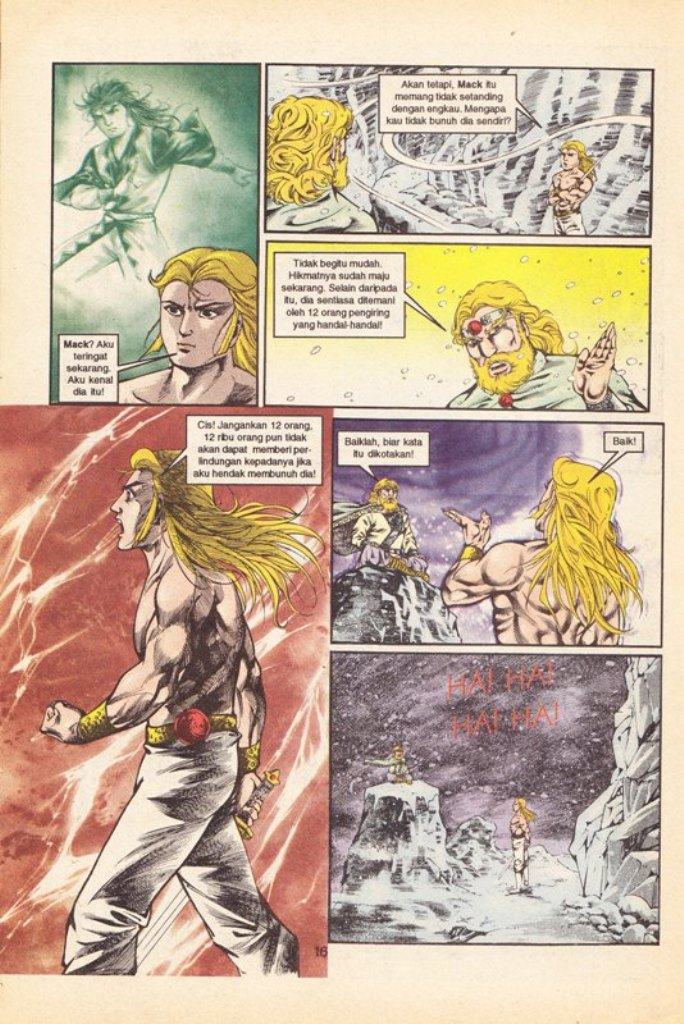 Mack? Aku
teringat
sekarang.
Aku kenal
dia itu!
Akan tetapi, Mack itu
memang tidak setanding
dengan engkau. Mengapa
kau tidak bunuh dia sendiri?
Tidak begitu mudah.
Hikmatnya sudah maju
sekarang. Selain daripada
itu, dia sentiasa ditemani
oleh 12 orang pengiring
yang handal-handal!
Cis! Jangankan 12 orang,
12 ribu orang pun tidak
akan dapat memberi per-
lindungan kepadanya jika
aku hendak membunuh dia!
Baiklah, biar kata
itu dikotakan!
Baik!
HA! HA!
HA! HA!
16